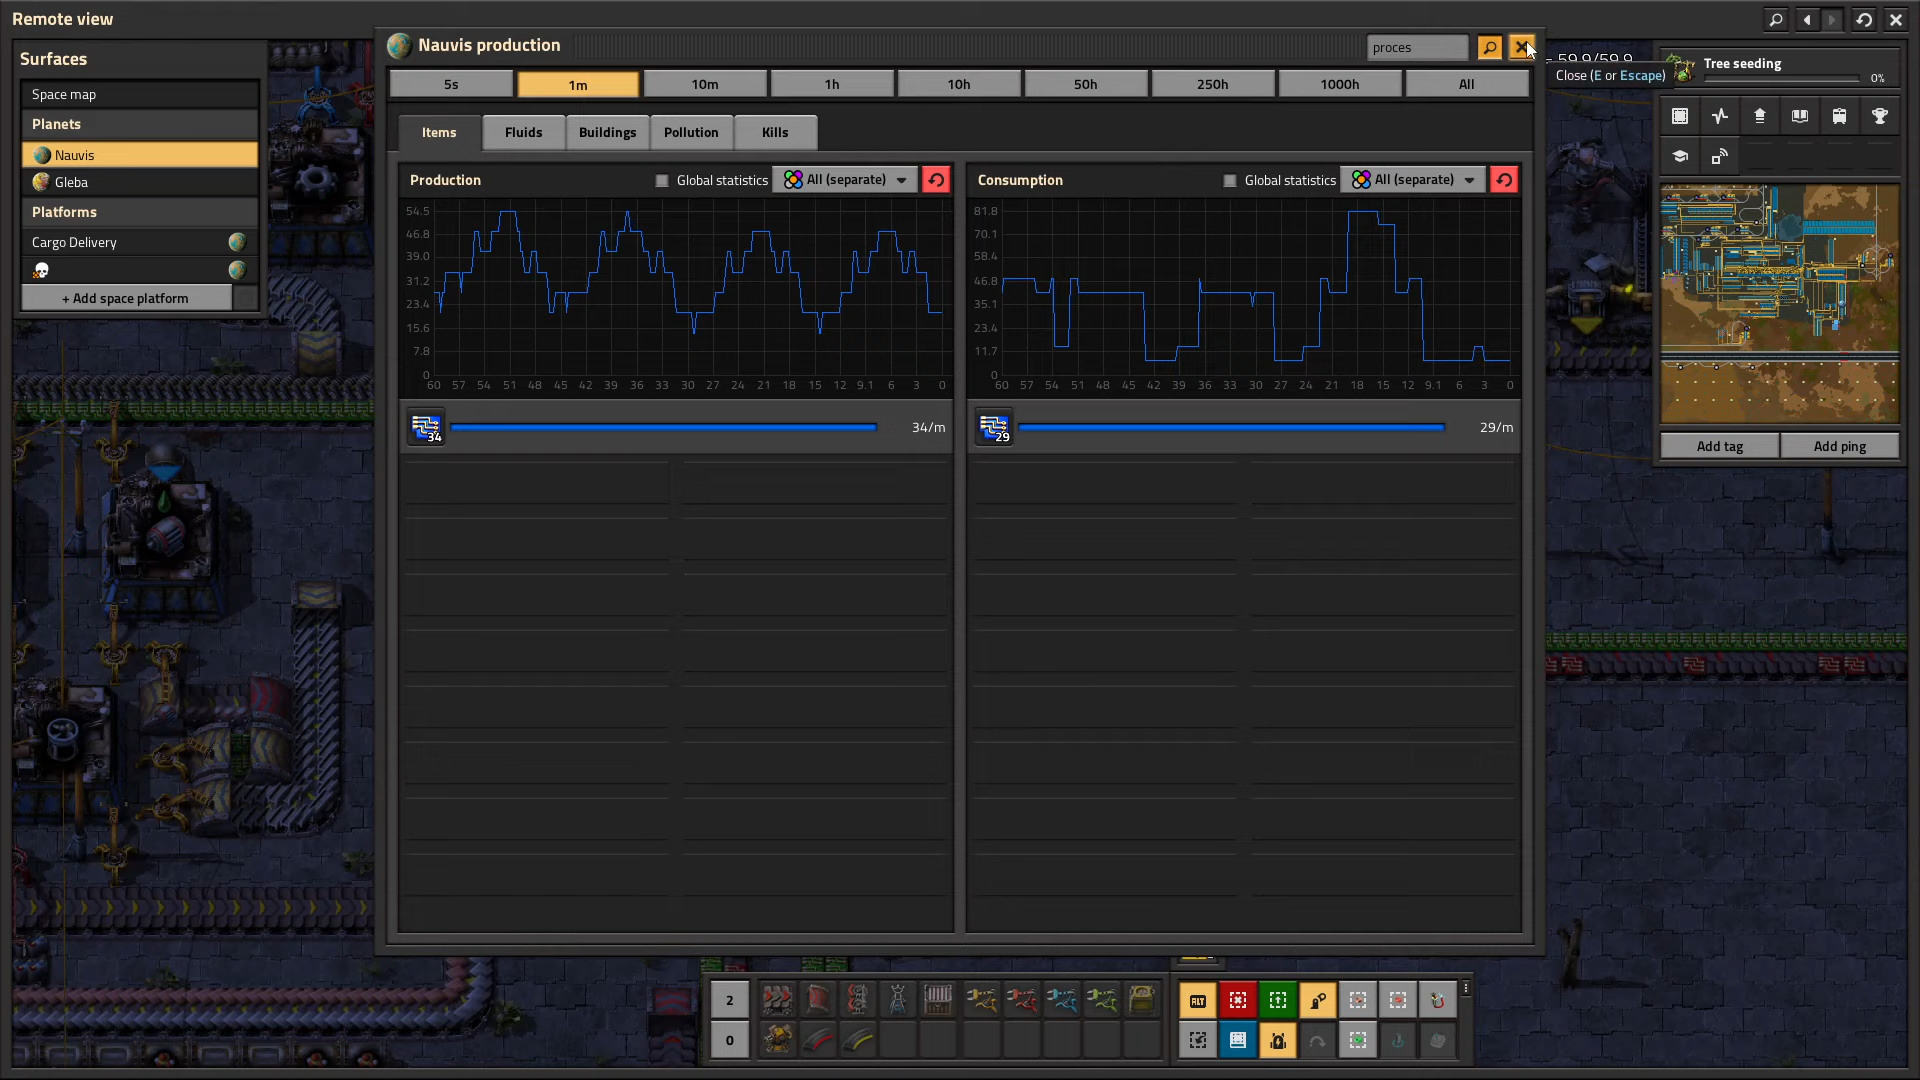 Remote view
Surfaces
Space map
Planets
Nauvis
Gleba
Platforms
Cargo Delivery
+ Add space platform
Nauvis production
proces
5s 1m 10m 1h 10h 50h 250h 1000h All
Items Fluids Buildings Pollution Kills
Production Global statistics All (separate)
54.5
46.8
39.0
31.2
23.4
15.6
7.8
0
60 57 54 51 48 45 42 39 36 33 30 27 24 21 18 15 12 9.1 6 3 0
34 34/m
Consumption Global statistics All (separate)
81.8
70.1
58.4
46.8
35.1
23.4
11.7
0
60 57 54 51 48 45 42 39 36 33 30 27 24 21 18 15 12 9.1 6 3 0
29 29/m
59.9/59.9
Close (E or Escape)
Tree seeding
0%
Add tag Add ping
2
0
ALT